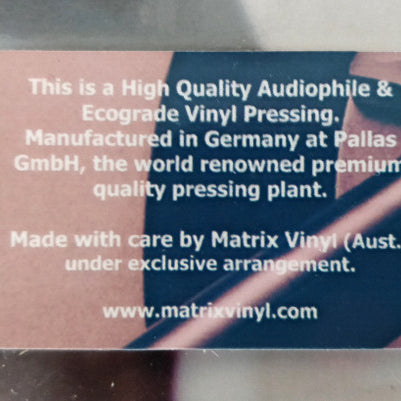 This is a High Quality Audiophile &
Ecograde Vinyl Pressing.
Manufactured in Germany at Pallas
GmbH, the world renowned premium
quality pressing plant.
Made with care by Matrix Vinyl (Aust.
under exclusive arrangement.
www.matrixvinyl.com